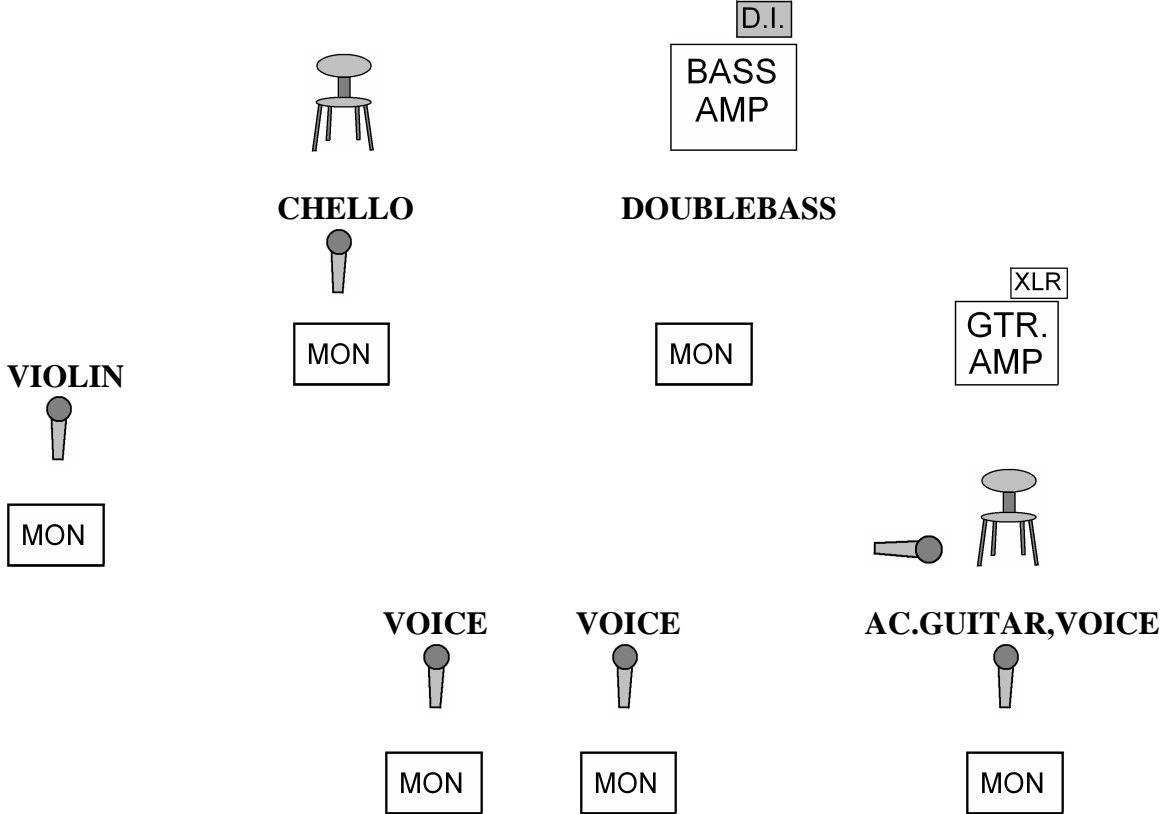 D.I.
BASS
AMP
CHELLO
DOUBLEBASS
XLR
GTR.
AMP
MON
MON
VIOLIN
MON
VOICE
VOICE
AC.GUITAR,VOICE
MON
MON
MON